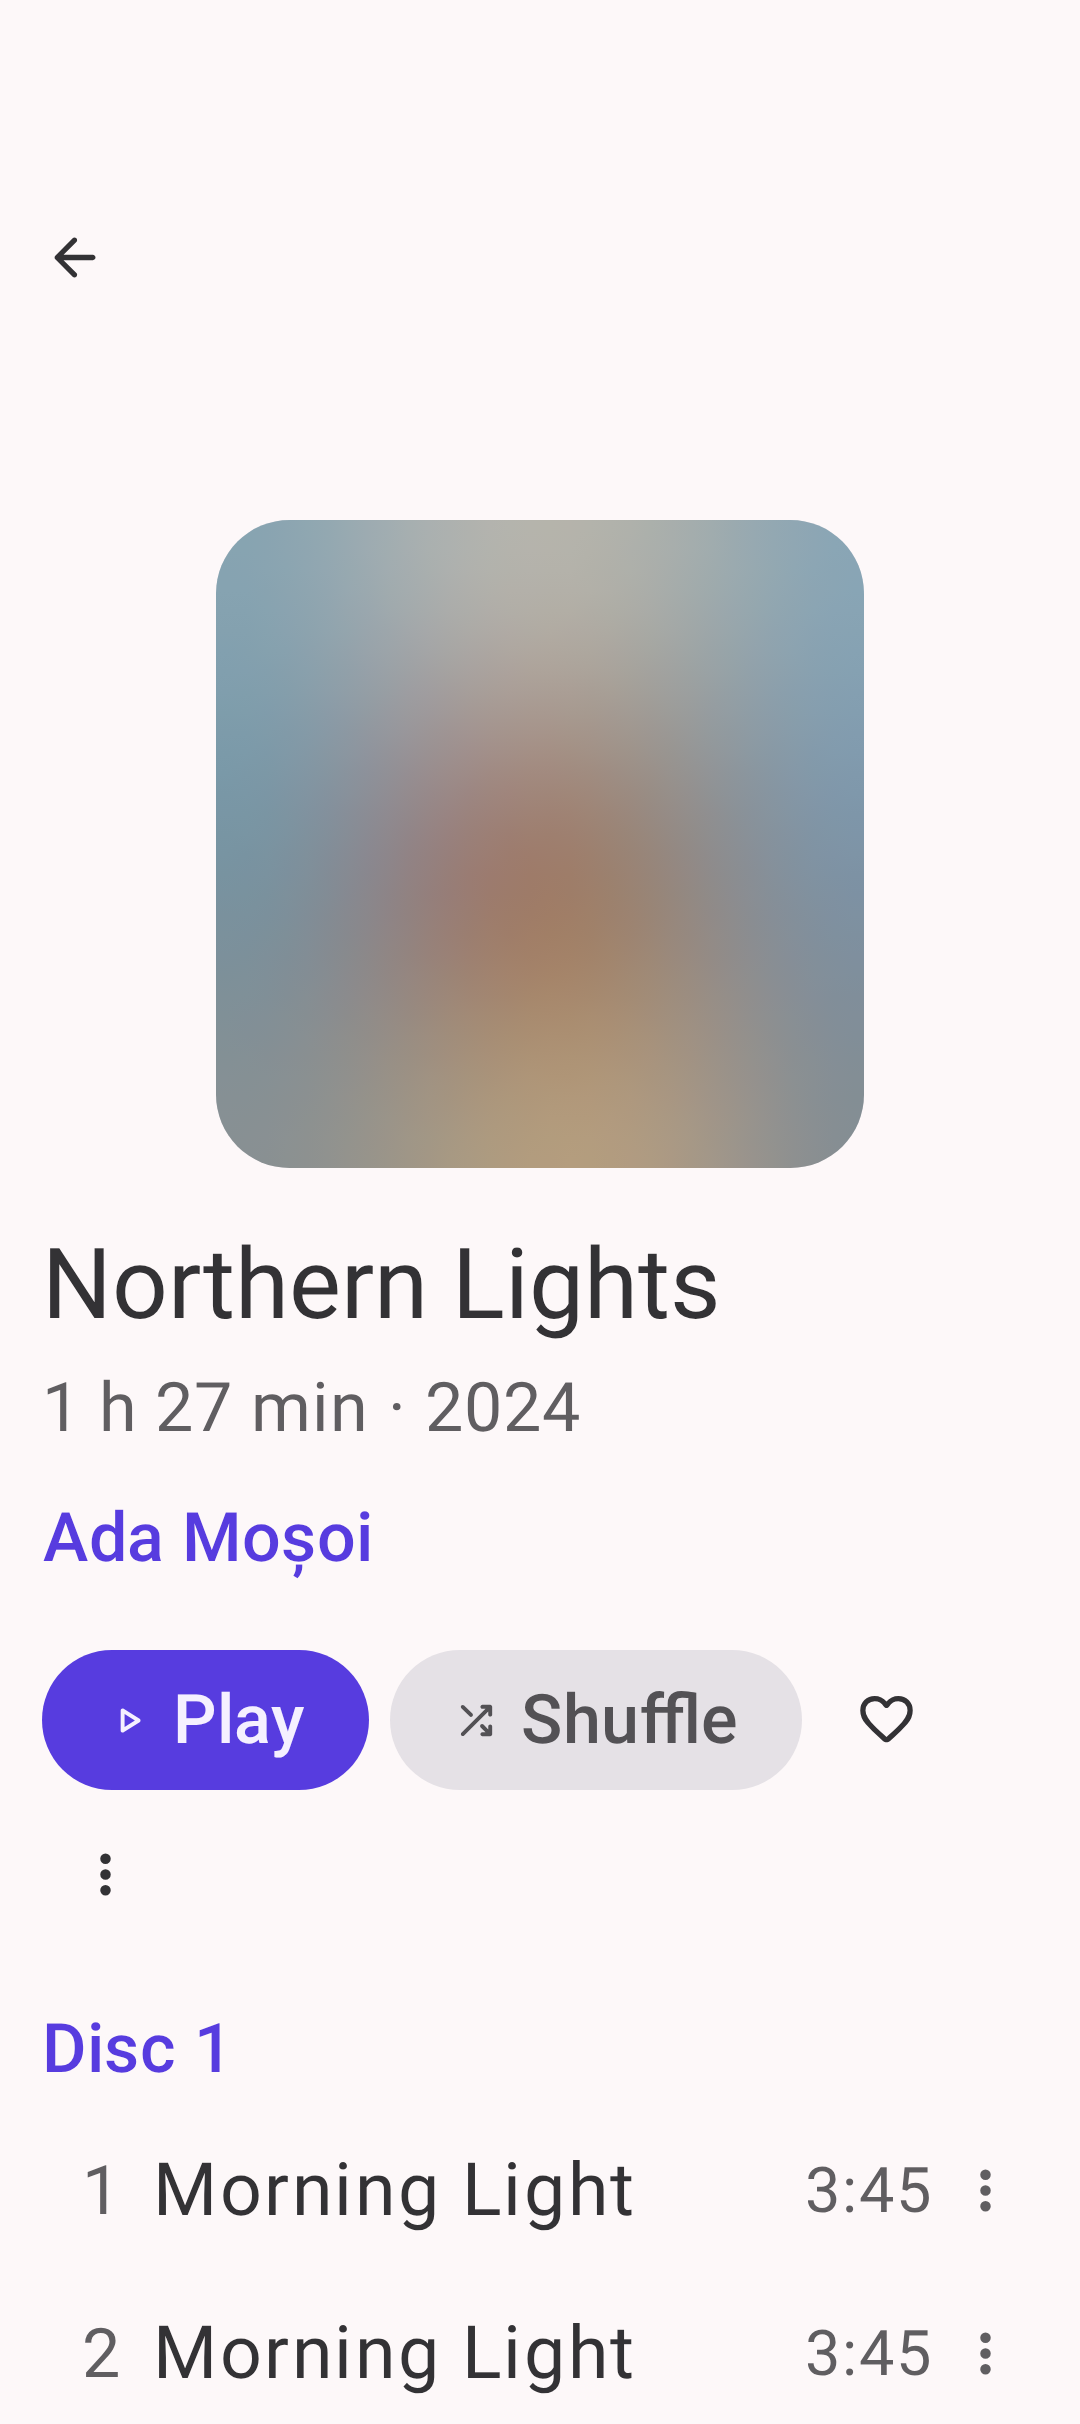 Northern Lights
1 h 27 min · 2024
Ada Moșoi
Play
Shuffle
Disc 1
1 Morning Light 3:45
2 Morning Light 3:45